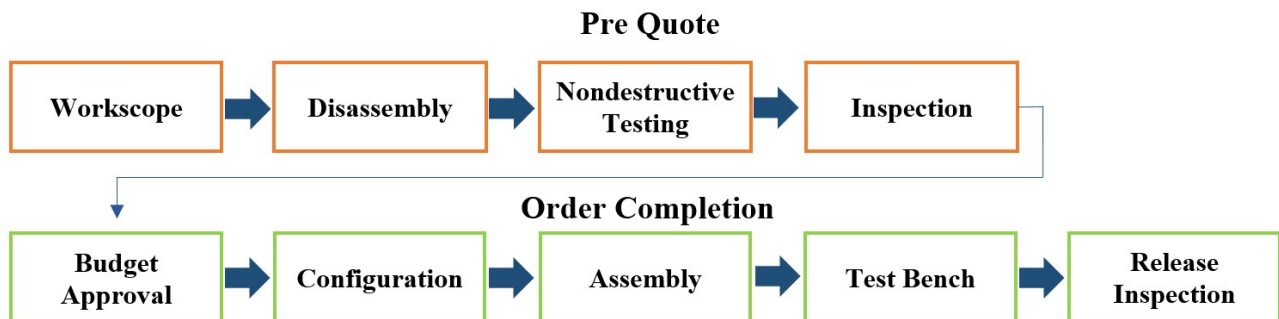 Pre Quote
Workscope
Disassembly
Nondestructive
Testing
Inspection
Order Completion
Budget
Approval
Configuration
Assembly
Test Bench
Release
Inspection